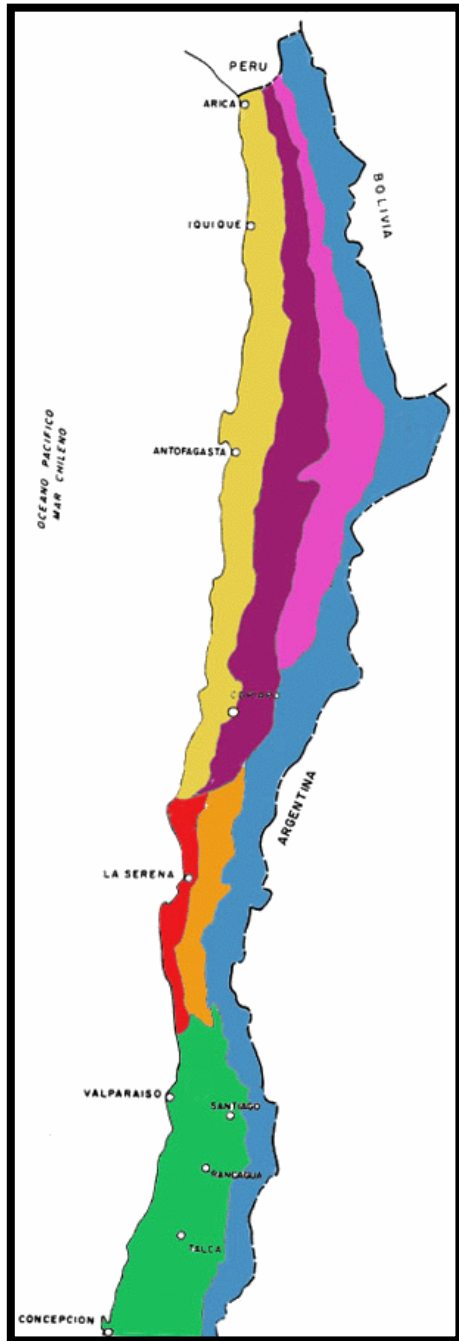 PERU
ARICA
BOLIVIA
IQUIQUE
OCEANO PACIFICO
MAR CHILENO
ANTOFAGASTA
ARGENTINA
LA SERENA
VALPARAISO
SANTIAGO
RANCAGUA
TALCA
CONCEPCION